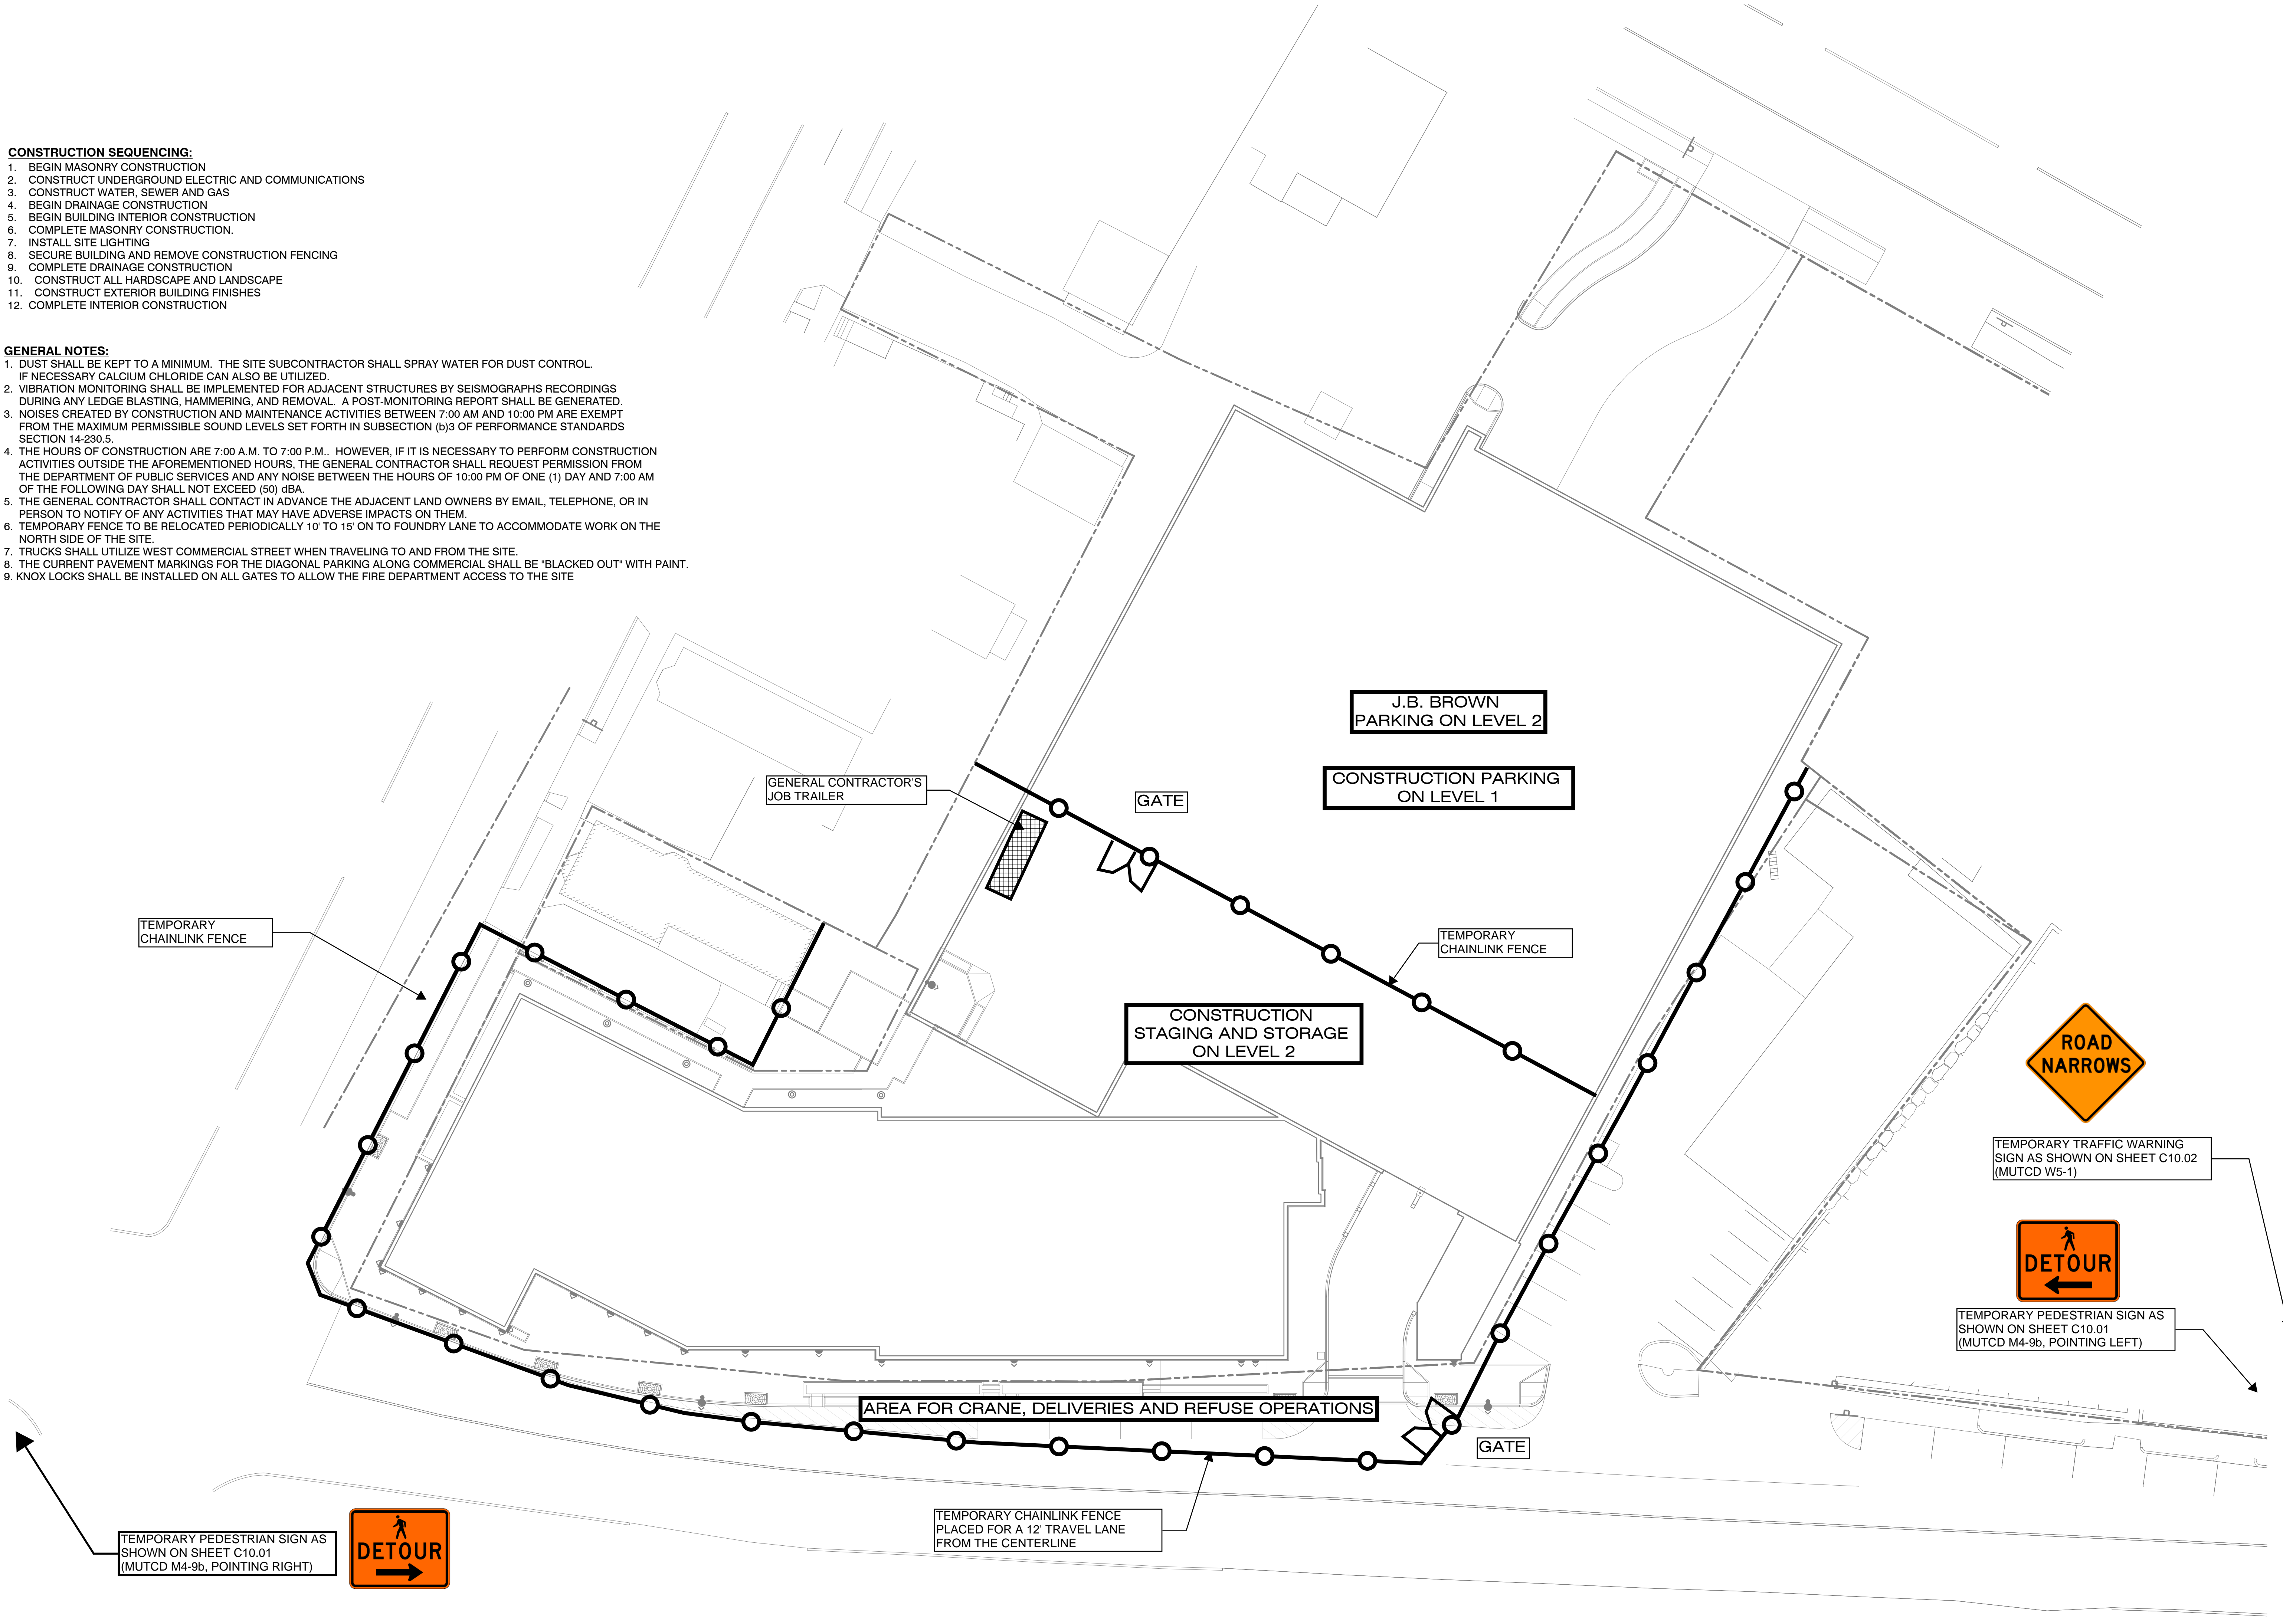 CONSTRUCTION SEQUENCING:
1. BEGIN MASONRY CONSTRUCTION
2. CONSTRUCT UNDERGROUND ELECTRIC AND COMMUNICATIONS
3. CONSTRUCT WATER, SEWER AND GAS
4. BEGIN DRAINAGE CONSTRUCTION
5. BEGIN BUILDING INTERIOR CONSTRUCTION
6. COMPLETE MASONRY CONSTRUCTION.
7. INSTALL SITE LIGHTING
8. SECURE BUILDING AND REMOVE CONSTRUCTION FENCING
9. COMPLETE DRAINAGE CONSTRUCTION
10. CONSTRUCT ALL HARDSCAPE AND LANDSCAPE
11. CONSTRUCT EXTERIOR BUILDING FINISHES
12. COMPLETE INTERIOR CONSTRUCTION
GENERAL NOTES:
1. DUST SHALL BE KEPT TO A MINIMUM. THE SITE SUBCONTRACTOR SHALL SPRAY WATER FOR DUST CONTROL.
IF NECESSARY CALCIUM CHLORIDE CAN ALSO BE UTILIZED.
2. VIBRATION MONITORING SHALL BE IMPLEMENTED FOR ADJACENT STRUCTURES BY SEISMOGRAPHS RECORDINGS
DURING ANY LEDGE BLASTING, HAMMERING, AND REMOVAL. A POST-MONITORING REPORT SHALL BE GENERATED.
3. NOISES CREATED BY CONSTRUCTION AND MAINTENANCE ACTIVITIES BETWEEN 7:00 AM AND 10:00 PM ARE EXEMPT
FROM THE MAXIMUM PERMISSIBLE SOUND LEVELS SET FORTH IN SUBSECTION (b)3 OF PERFORMANCE STANDARDS
SECTION 14-230.5.
4. THE HOURS OF CONSTRUCTION ARE 7:00 A.M. TO 7:00 P.M.. HOWEVER, IF IT IS NECESSARY TO PERFORM CONSTRUCTION
ACTIVITIES OUTSIDE THE AFOREMENTIONED HOURS, THE GENERAL CONTRACTOR SHALL REQUEST PERMISSION FROM
THE DEPARTMENT OF PUBLIC SERVICES AND ANY NOISE BETWEEN THE HOURS OF 10:00 PM OF ONE (1) DAY AND 7:00 AM
OF THE FOLLOWING DAY SHALL NOT EXCEED (50) dBA.
5. THE GENERAL CONTRACTOR SHALL CONTACT IN ADVANCE THE ADJACENT LAND OWNERS BY EMAIL, TELEPHONE, OR IN
PERSON TO NOTIFY OF ANY ACTIVITIES THAT MAY HAVE ADVERSE IMPACTS ON THEM.
6. TEMPORARY FENCE TO BE RELOCATED PERIODICALLY 10' TO 15' ON TO FOUNDRY LANE TO ACCOMMODATE WORK ON THE
NORTH SIDE OF THE SITE.
7. TRUCKS SHALL UTILIZE WEST COMMERCIAL STREET WHEN TRAVELING TO AND FROM THE SITE.
8. THE CURRENT PAVEMENT MARKINGS FOR THE DIAGONAL PARKING ALONG COMMERCIAL SHALL BE "BLACKED OUT" WITH PAINT.
9. KNOX LOCKS SHALL BE INSTALLED ON ALL GATES TO ALLOW THE FIRE DEPARTMENT ACCESS TO THE SITE
J.B. BROWN
PARKING ON LEVEL 2
CONSTRUCTION PARKING
ON LEVEL 1
GENERAL CONTRACTOR'S
JOB TRAILER
GATE
TEMPORARY
CHAINLINK FENCE
TEMPORARY
CHAINLINK FENCE
CONSTRUCTION
STAGING AND STORAGE
ON LEVEL 2
ROAD
NARROWS
TEMPORARY TRAFFIC WARNING
SIGN AS SHOWN ON SHEET C10.02
(MUTCD W5-1)
DETOUR
TEMPORARY PEDESTRIAN SIGN AS
SHOWN ON SHEET C10.01
(MUTCD M4-9b, POINTING LEFT)
AREA FOR CRANE, DELIVERIES AND REFUSE OPERATIONS
GATE
TEMPORARY CHAINLINK FENCE
PLACED FOR A 12' TRAVEL LANE
FROM THE CENTERLINE
TEMPORARY PEDESTRIAN SIGN AS
SHOWN ON SHEET C10.01
(MUTCD M4-9b, POINTING RIGHT)
DETOUR